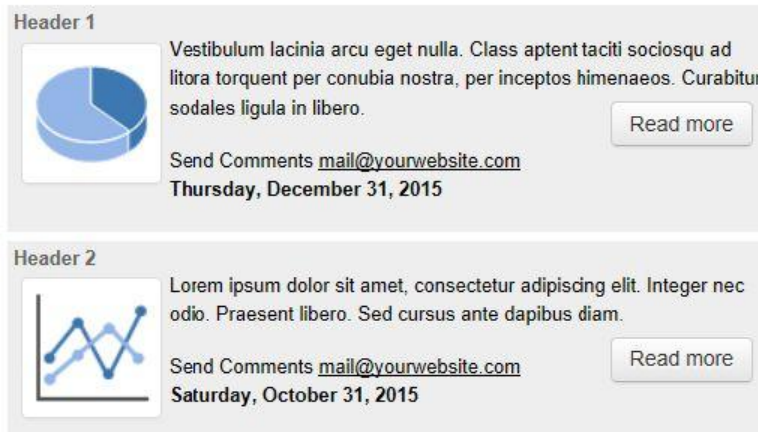 Header 1
Vestibulum lacinia arcu eget nulla. Class aptent taciti sociosqu ad
litora torquent per conubia nostra, per inceptos himenaeos. Curabitur
sodales ligula in libero.
Read more
Send Comments mail@yourwebsite.com
Thursday, December 31, 2015
Header 2
Lorem ipsum dolor sit amet, consectetur adipiscing elit. Integer nec
odio. Praesent libero. Sed cursus ante dapibus diam.
Read more
Send Comments mail@yourwebsite.com
Saturday, October 31, 2015